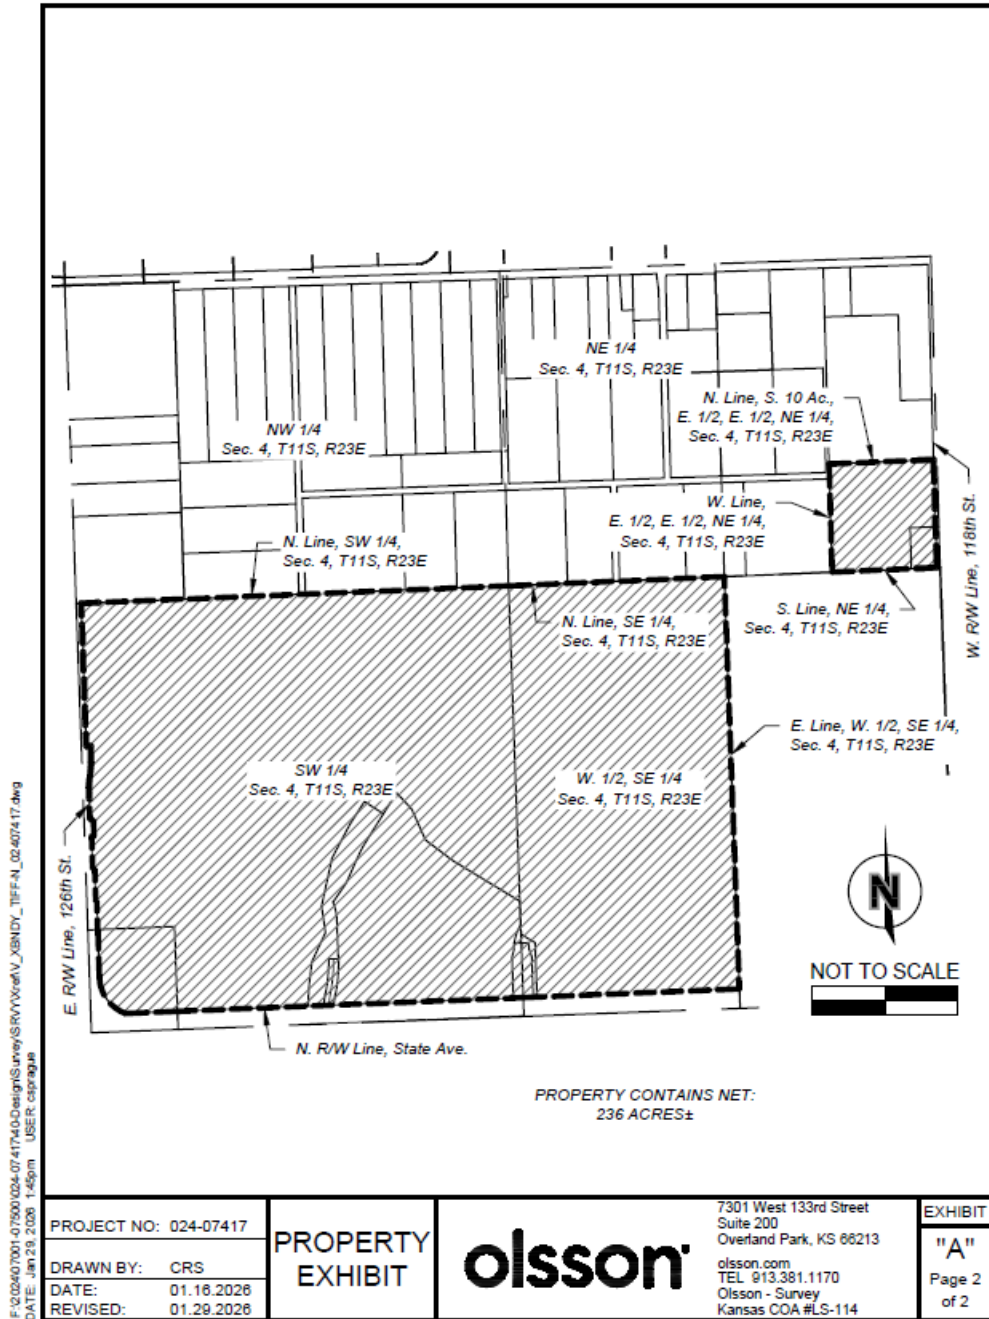 NE 1/4
Sec. 4, T11S, R23E
N. Line, S. 10 Ac.,
E. 1/2, E. 1/2, NE 1/4,
Sec. 4, T11S, R23E
NW 1/4
Sec. 4, T11S, R23E
W. Line,
E. 1/2, E. 1/2, NE 1/4,
Sec. 4, T11S, R23E
N. Line, SW 1/4,
Sec. 4, T11S, R23E
W. R/W Line, 118th St.
S. Line, NE 1/4,
Sec. 4, T11S, R23E
N. Line, SE 1/4,
Sec. 4, T11S, R23E
E. Line, W. 1/2, SE 1/4,
Sec. 4, T11S, R23E
SW 1/4
Sec. 4, T11S, R23E
W. 1/2, SE 1/4
Sec. 4, T11S, R23E
E. R/W Line, 126th St.
N
NOT TO SCALE
N. R/W Line, State Ave.
PROPERTY CONTAINS NET:
236 ACRES±
DATE: Jan 29, 2026 1:45pm USER: csprague
PROJECT NO: 024-07417
DRAWN BY: CRS
DATE: 01.16.2026
REVISED: 01.29.2026
PROPERTY
EXHIBIT
olsson
7301 West 133rd Street
Suite 200
Overland Park, KS 66213
olsson.com
TEL 913.381.1170
Olsson - Survey
Kansas COA #LS-114
EXHIBIT
"A"
Page 2
of 2